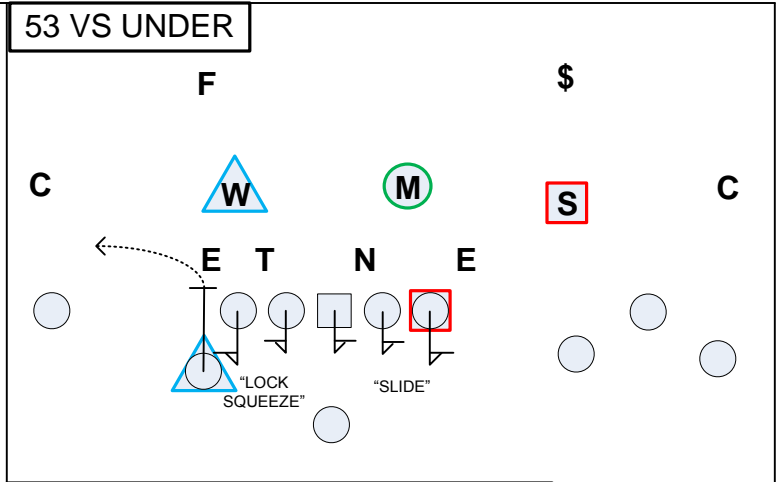 53 VS UNDER
F $
C W M S C
E T N E
“LOCK
SQUEEZE” “SLIDE”